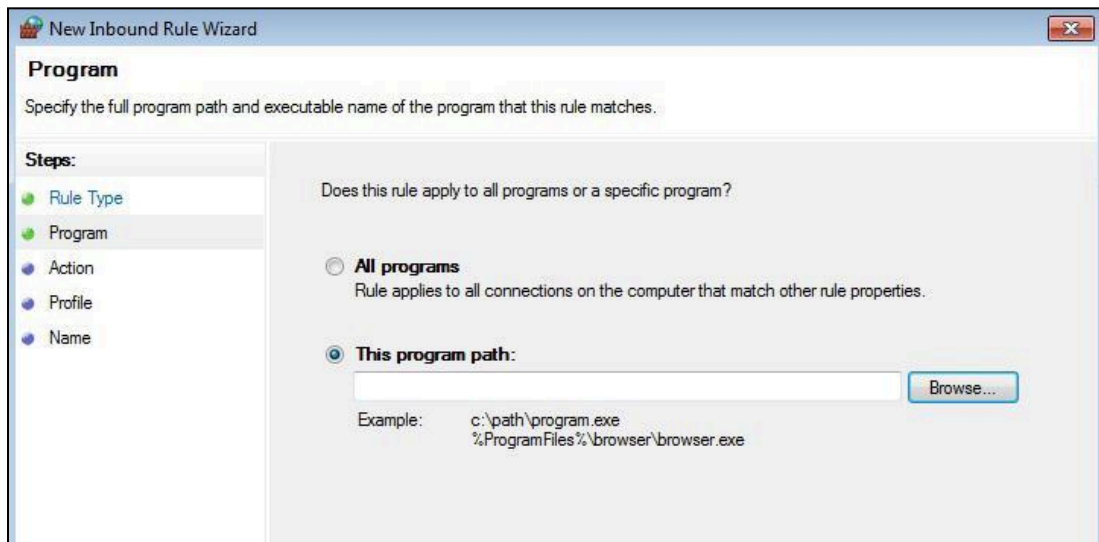 New Inbound Rule Wizard
Program
Specify the full program path and executable name of the program that this rule matches.
Steps:
Rule Type
Program
Action
Profile
Name
Does this rule apply to all programs or a specific program?
All programs
Rule applies to all connections on the computer that match other rule properties.
This program path:
Browse...
Example: c:\path\program.exe
%ProgramFiles%\browser\browser.exe